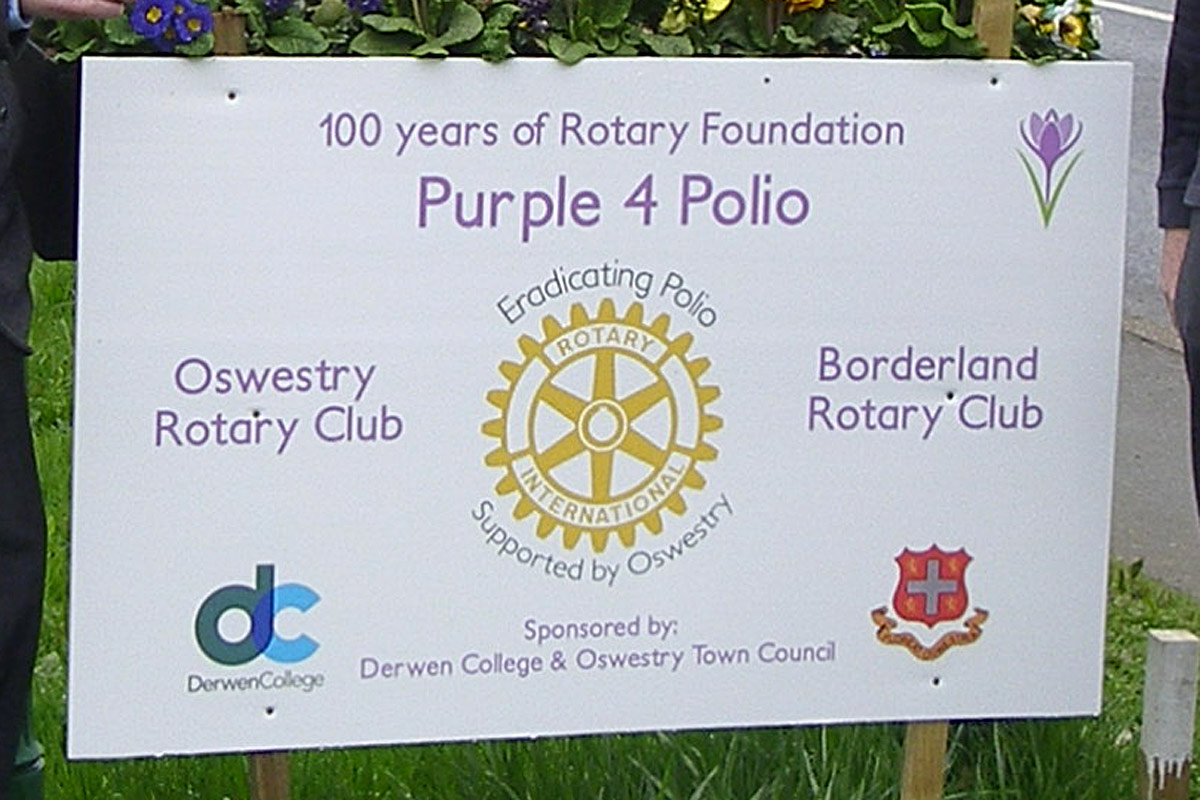 100 years of Rotary Foundation
Purple 4 Polio
Eradicating Polio
ROTARY
INTERNATIONAL
Supported by Oswestry
Oswestry
Rotary Club
Borderland
Rotary Club
dc
DerwenCollege
Sponsored by:
Derwen College & Oswestry Town Council